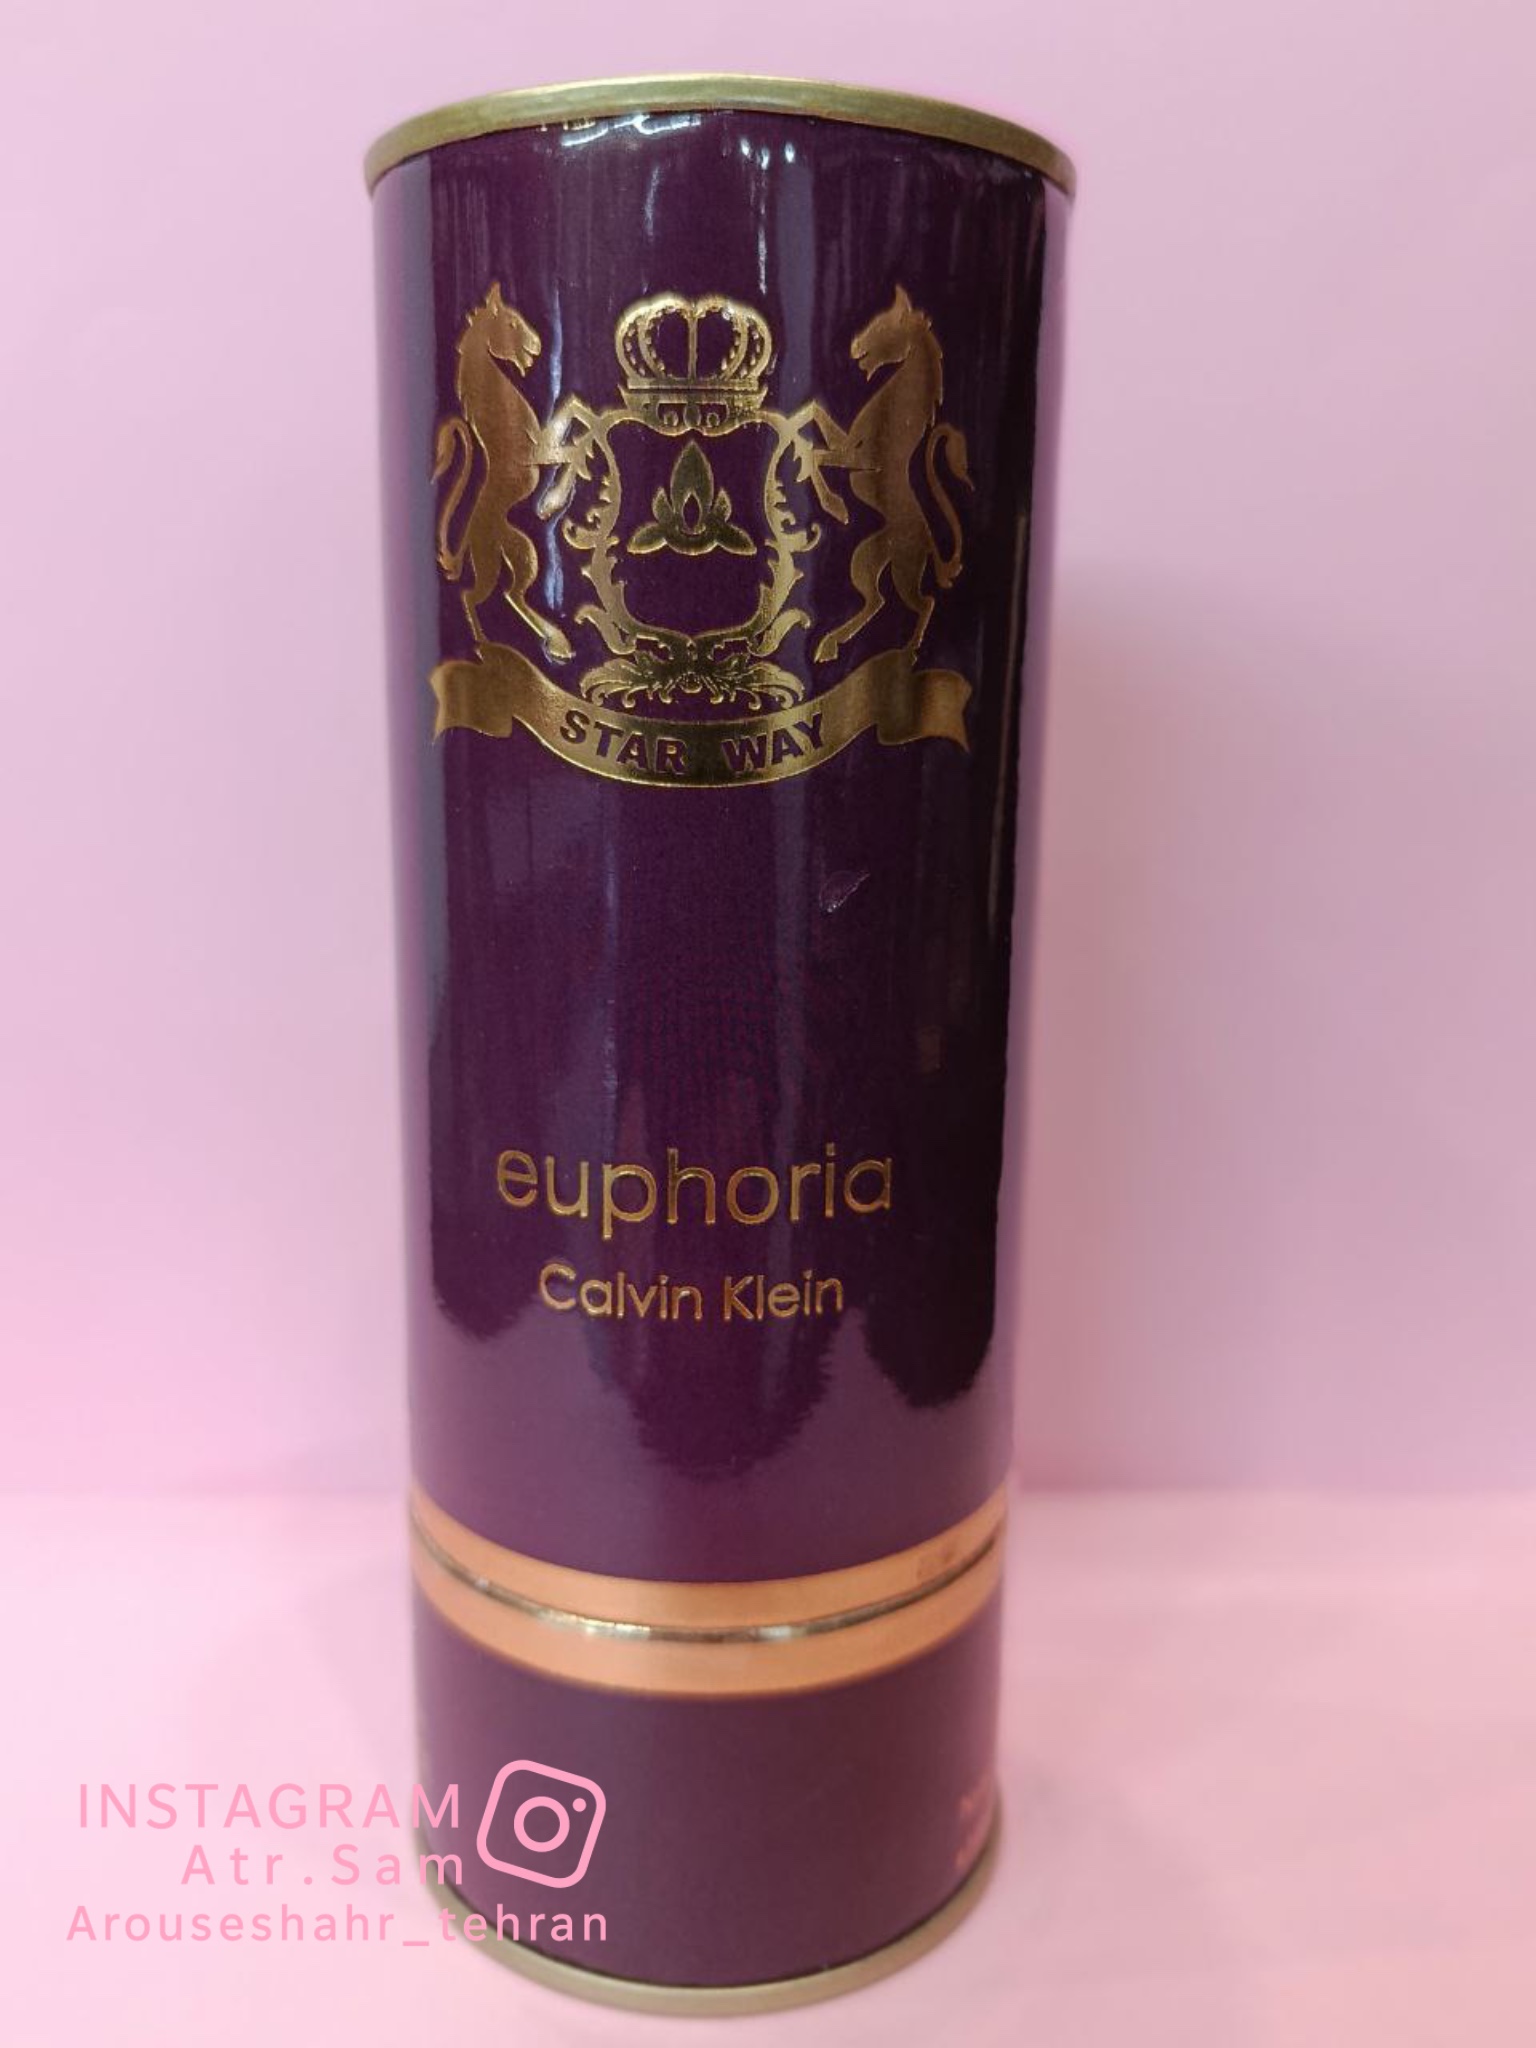 STAR WAY
euphoria
Calvin Klein
INSTAGRAM
Atr.Sam
Arouseshahr_tehran